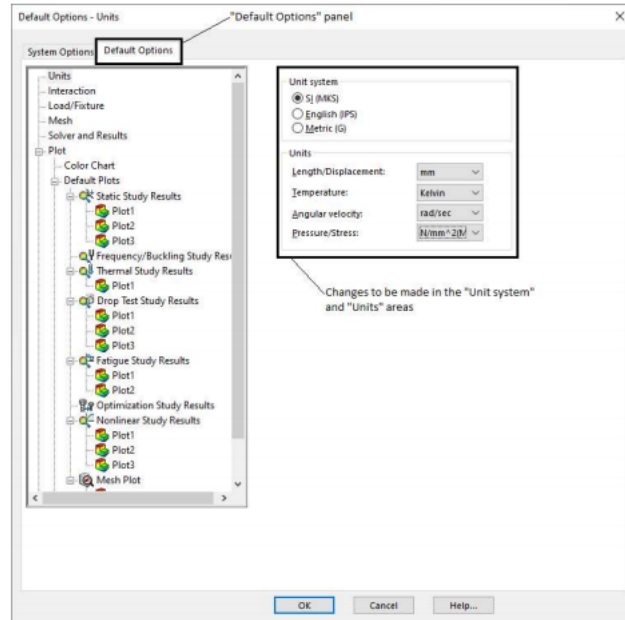 Default Options - Units
"Default Options" panel
System Options
Default Options
Units
Interaction
Load/Fixture
Mesh
Solver and Results
Plot
Color Chart
Default Plots
Static Study Results
Plot1
Plot2
Plot3
Frequency/Buckling Study Res
Thermal Study Results
Plot1
Drop Test Study Results
Plot1
Plot2
Plot3
Fatigue Study Results
Plot1
Plot2
Optimization Study Results
Nonlinear Study Results
Plot1
Plot2
Plot3
Mesh Plot
Unit system
SI (MKS)
English (IPS)
Metric (G)
Units
Length/Displacement: mm
Temperature: Kelvin
Angular velocity: rad/sec
Pressure/Stress: N/mm^2(M
Changes to be made in the "Unit system"
and "Units" areas
OK Cancel Help...